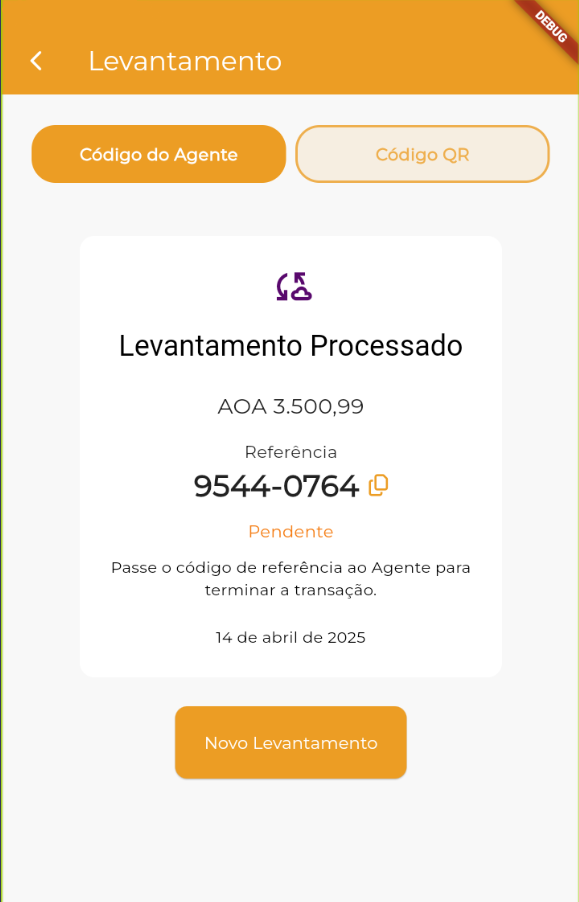 DEBUG
Levantamento
Código do Agente
Código QR
Levantamento Processado
AOA 3.500,99
Referência
9544-0764
Pendente
Passe o código de referência ao Agente para
terminar a transação.
14 de abril de 2025
Novo Levantamento